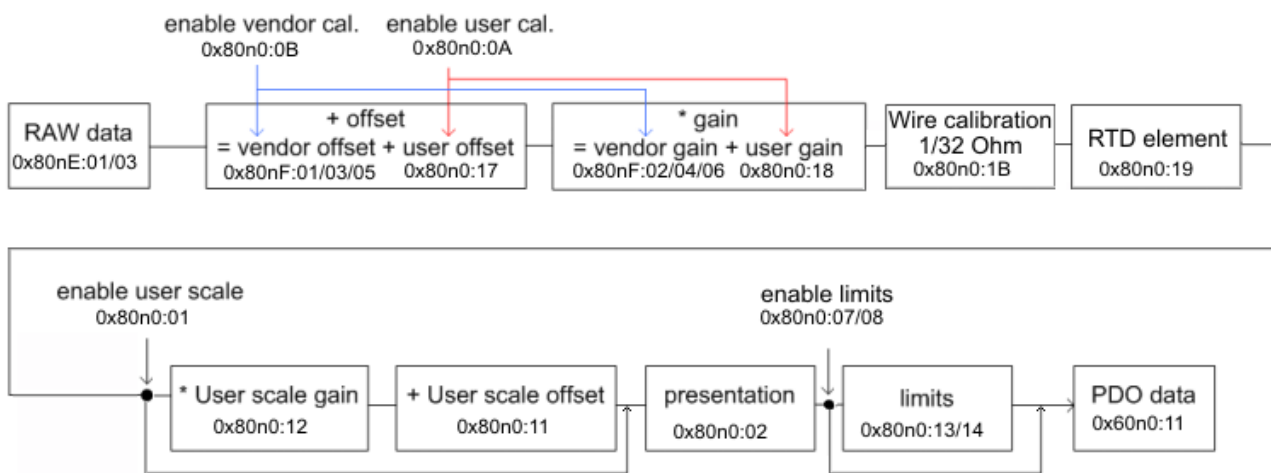 enable vendor cal.
0x80n0:0B
enable user cal.
0x80n0:0A
RAW data
0x80nE:01/03
+ offset
= vendor offset + user offset
0x80nF:01/03/05
0x80n0:17
* gain
= vendor gain + user gain
0x80nF:02/04/06
0x80n0:18
Wire calibration
1/32 Ohm
0x80n0:1B
RTD element
0x80n0:19
enable user scale
0x80n0:01
enable limits
0x80n0:07/08
* User scale gain
0x80n0:12
+ User scale offset
0x80n0:11
presentation
0x80n0:02
limits
0x80n0:13/14
PDO data
0x60n0:11